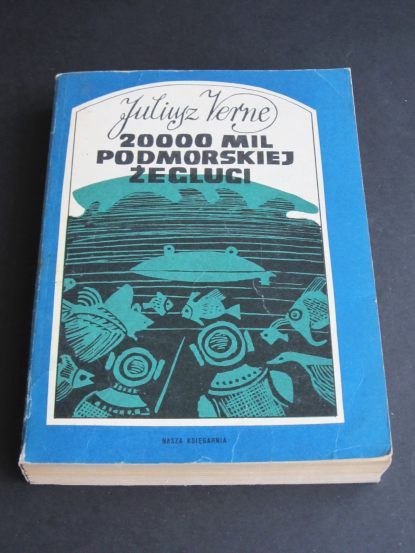 Juliusz Verne
20000 MIL
PODMORSKIEJ
ŻEGLUGI
NASZA KSIĘGARNIA